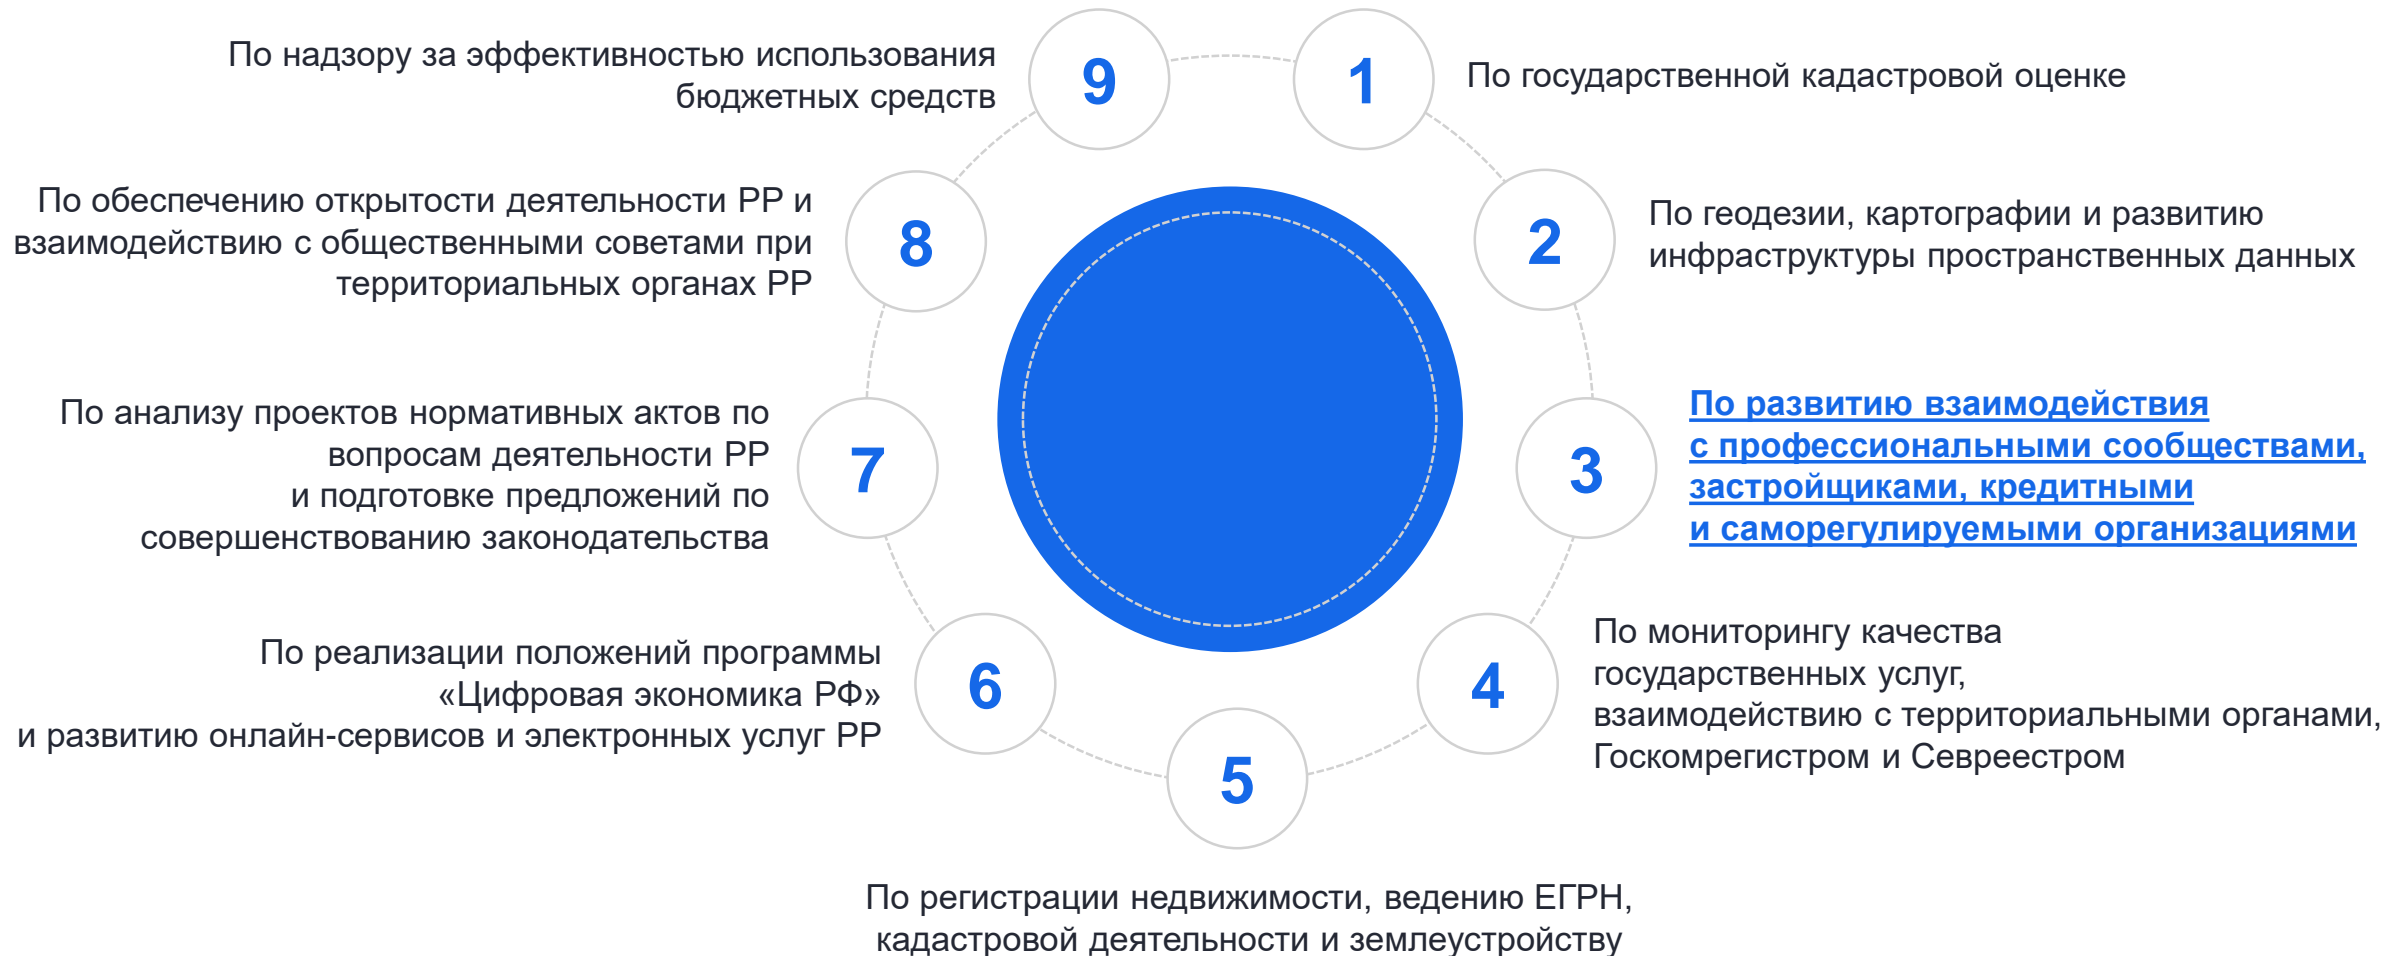 1
По государственной кадастровой оценке
2
По геодезии, картографии и развитию
инфраструктуры пространственных данных
3
По развитию взаимодействия
с профессиональными сообществами,
застройщиками, кредитными
и саморегулируемыми организациями
4
По мониторингу качества
государственных услуг,
взаимодействию с территориальными органами,
Госкомрегистром и Севреестром
5
По регистрации недвижимости, ведению ЕГРН,
кадастровой деятельности и землеустройству
6
По реализации положений программы
«Цифровая экономика РФ»
и развитию онлайн-сервисов и электронных услуг РР
7
По анализу проектов нормативных актов по
вопросам деятельности РР
и подготовке предложений по
совершенствованию законодательства
8
По обеспечению открытости деятельности РР и
взаимодействию с общественными советами при
территориальных органах РР
9
По надзору за эффективностью использования
бюджетных средств